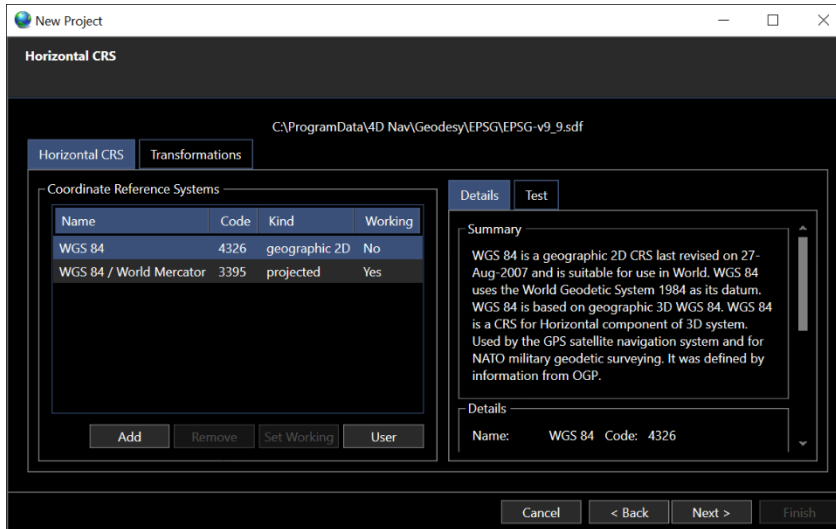 New Project
Horizontal CRS
C:\ProgramData\4D Nav\Geodesy\EPSG\EPSG-v9_9.sdf
Horizontal CRS Transformations
Coordinate Reference Systems
Name Code Kind Working
WGS 84 4326 geographic 2D No
WGS 84 / World Mercator 3395 projected Yes
Add Remove Set Working User
Details Test
Summary
WGS 84 is a geographic 2D CRS last revised on 27-
Aug-2007 and is suitable for use in World. WGS 84
uses the World Geodetic System 1984 as its datum.
WGS 84 is based on geographic 3D WGS 84. WGS 84
is a CRS for Horizontal component of 3D system.
Used by the GPS satellite navigation system and for
NATO military geodetic surveying. It was defined by
information from OGP.
Details
Name: WGS 84 Code: 4326
Cancel < Back Next > Finish